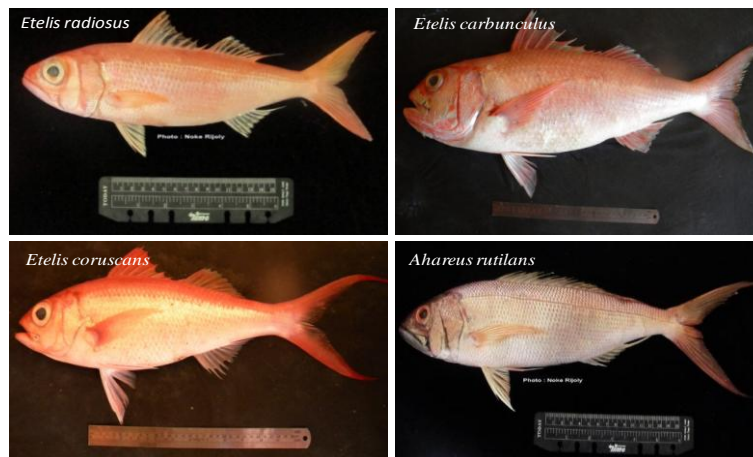 Etelis radiosus
Photo : Noke Rijoly
Etelis carbunculus
Etelis coruscans
Ahareus rutilans
Photo : Noke Rijoly